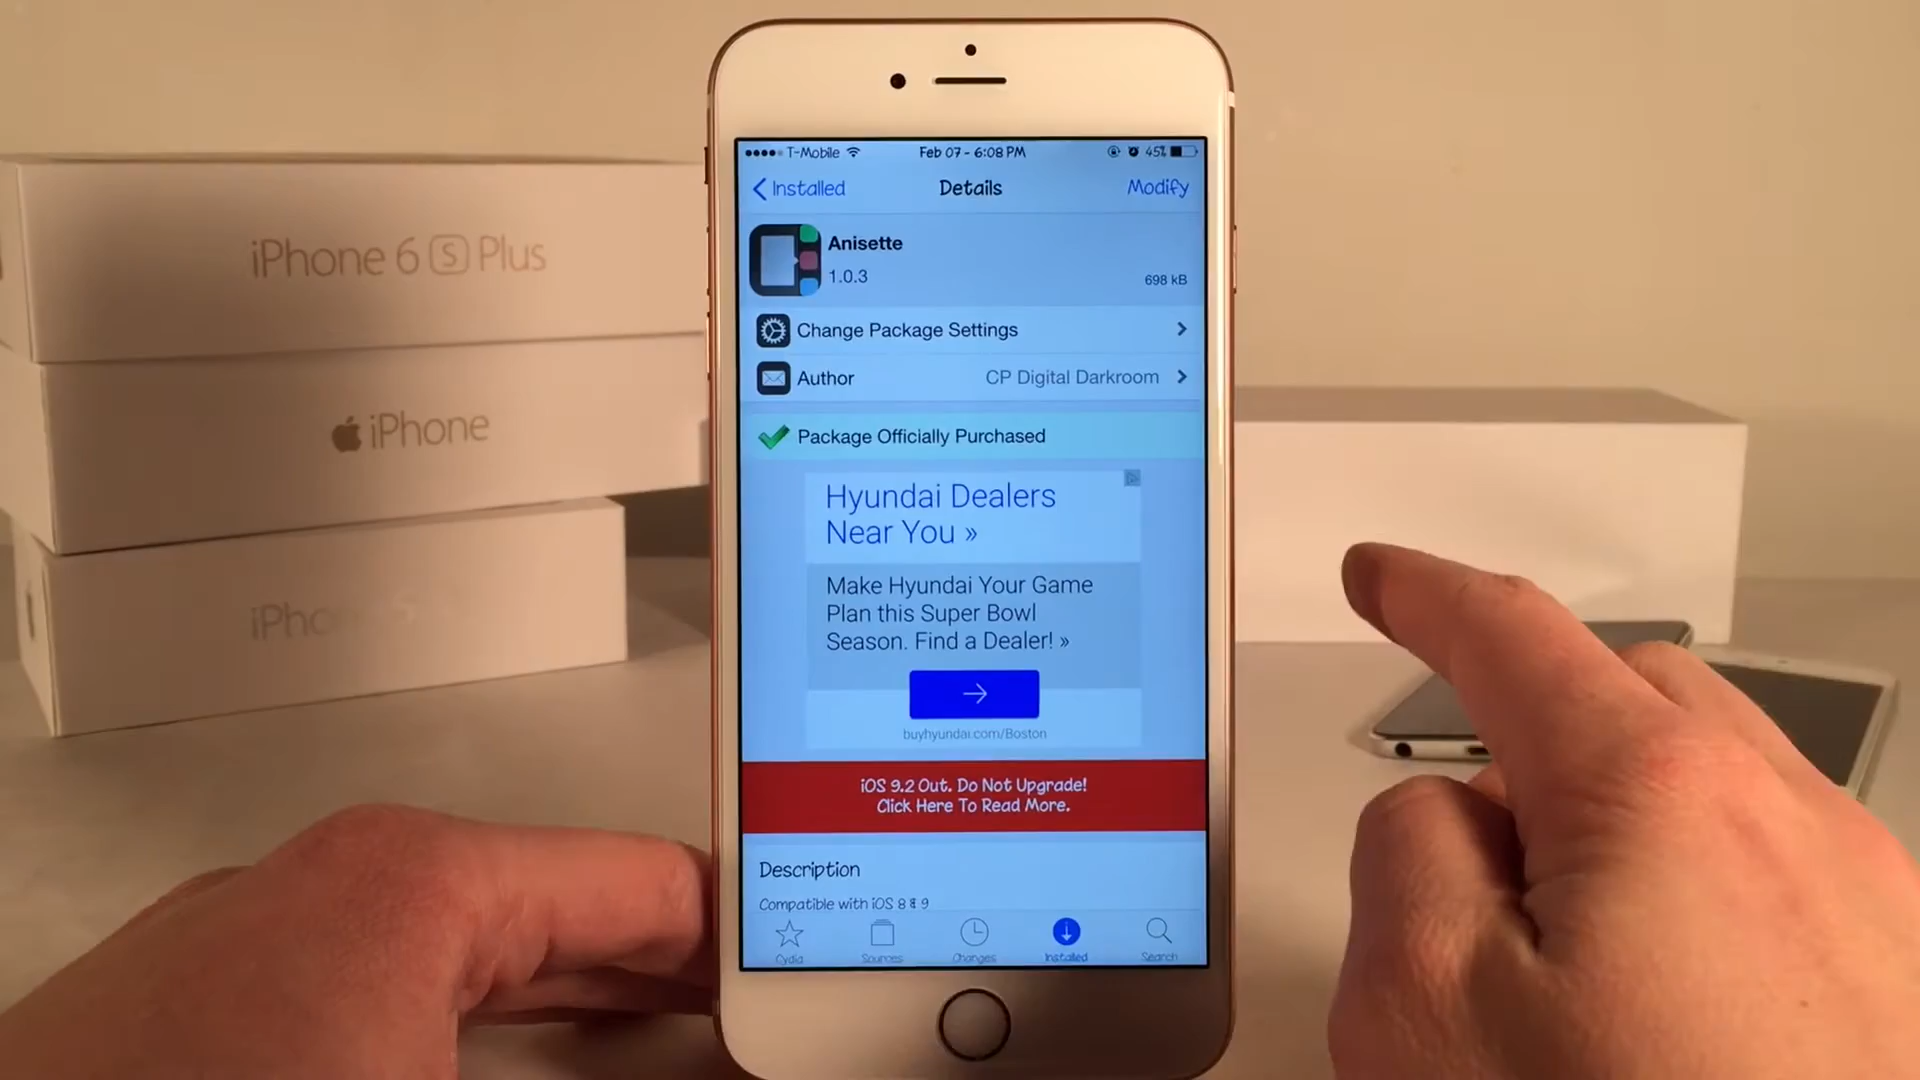 iPhone 6 S Plus
iPhone
iPho
T-Mobile
Feb 07 - 6:08 PM
45%
Installed
Details
Modify
Anisette
1.0.3
698 kB
Change Package Settings
Author
CP Digital Darkroom
Package Officially Purchased
Hyundai Dealers
Near You »
Make Hyundai Your Game
Plan this Super Bowl
Season. Find a Dealer! »
buyhyundai.com/Boston
iOS 9.2 Out. Do Not Upgrade!
Click Here To Read More.
Description
Compatible with iOS 8 & 9
Cydia
Sources
Changes
Installed
Search